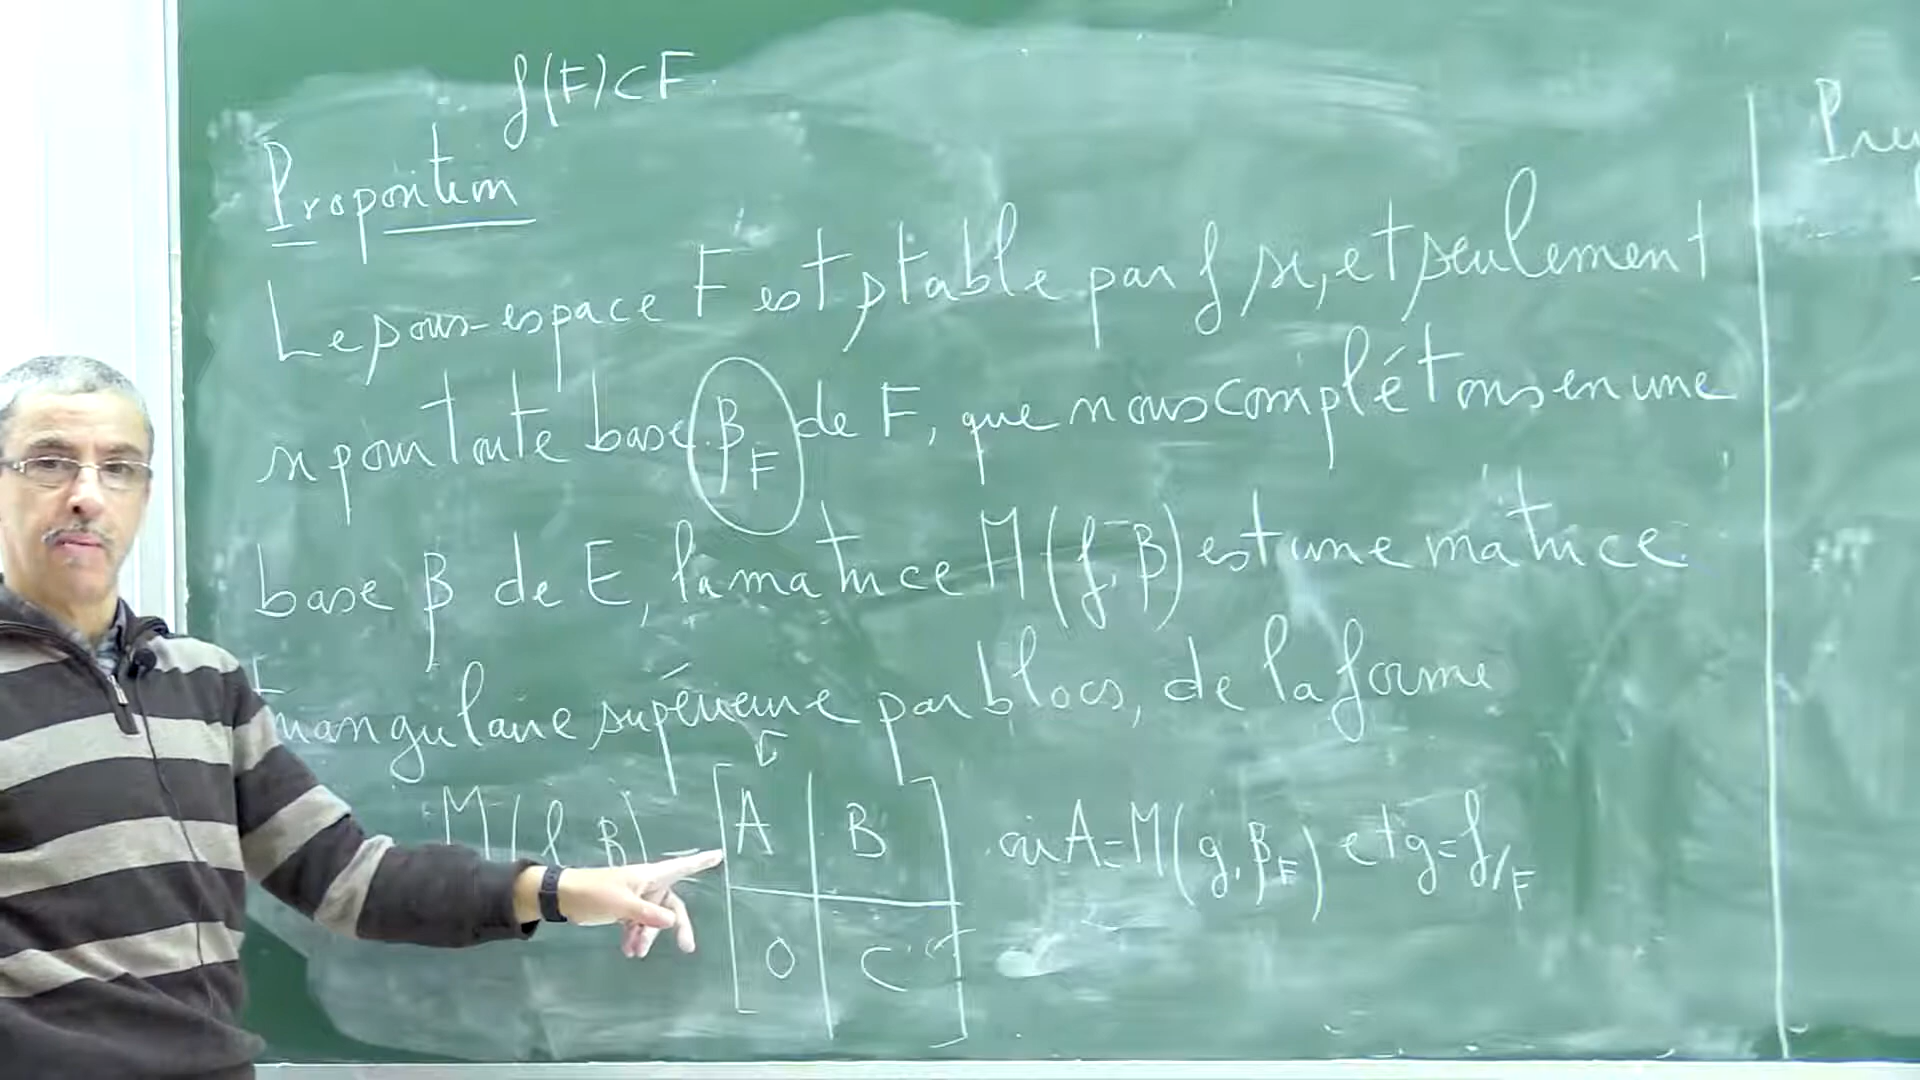 f(F)⊂F
Proposition
Le sous-espace F est stable par f si, et seulement
si pour toute base β_F de F, que nous complétons en une
base β de E, la matrice M(f,β) est une matrice
triangulaire supérieure par blocs, de la forme
M(f,β) = [A | B] où A=M(g,β_F) et g=f/F
[0 | C]